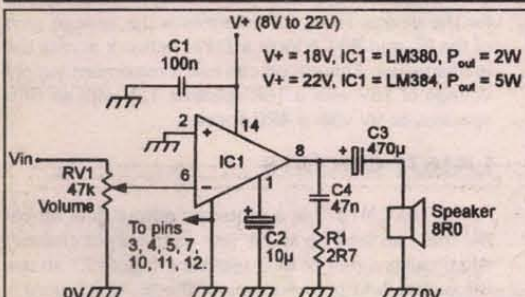 V+ (8V to 22V)
C1
100n
V+ = 18V, IC1 = LM380, Pout = 2W
V+ = 22V, IC1 = LM384, Pout = 5W
2
+
14
Vin
RV1
47k
Volume
6
-
IC1
8
1
C3
+ 470µ
To pins
3, 4, 5, 7,
10, 11, 12.
+
C2
10µ
C4
47n
R1
2R7
Speaker
8R0
0V
0V